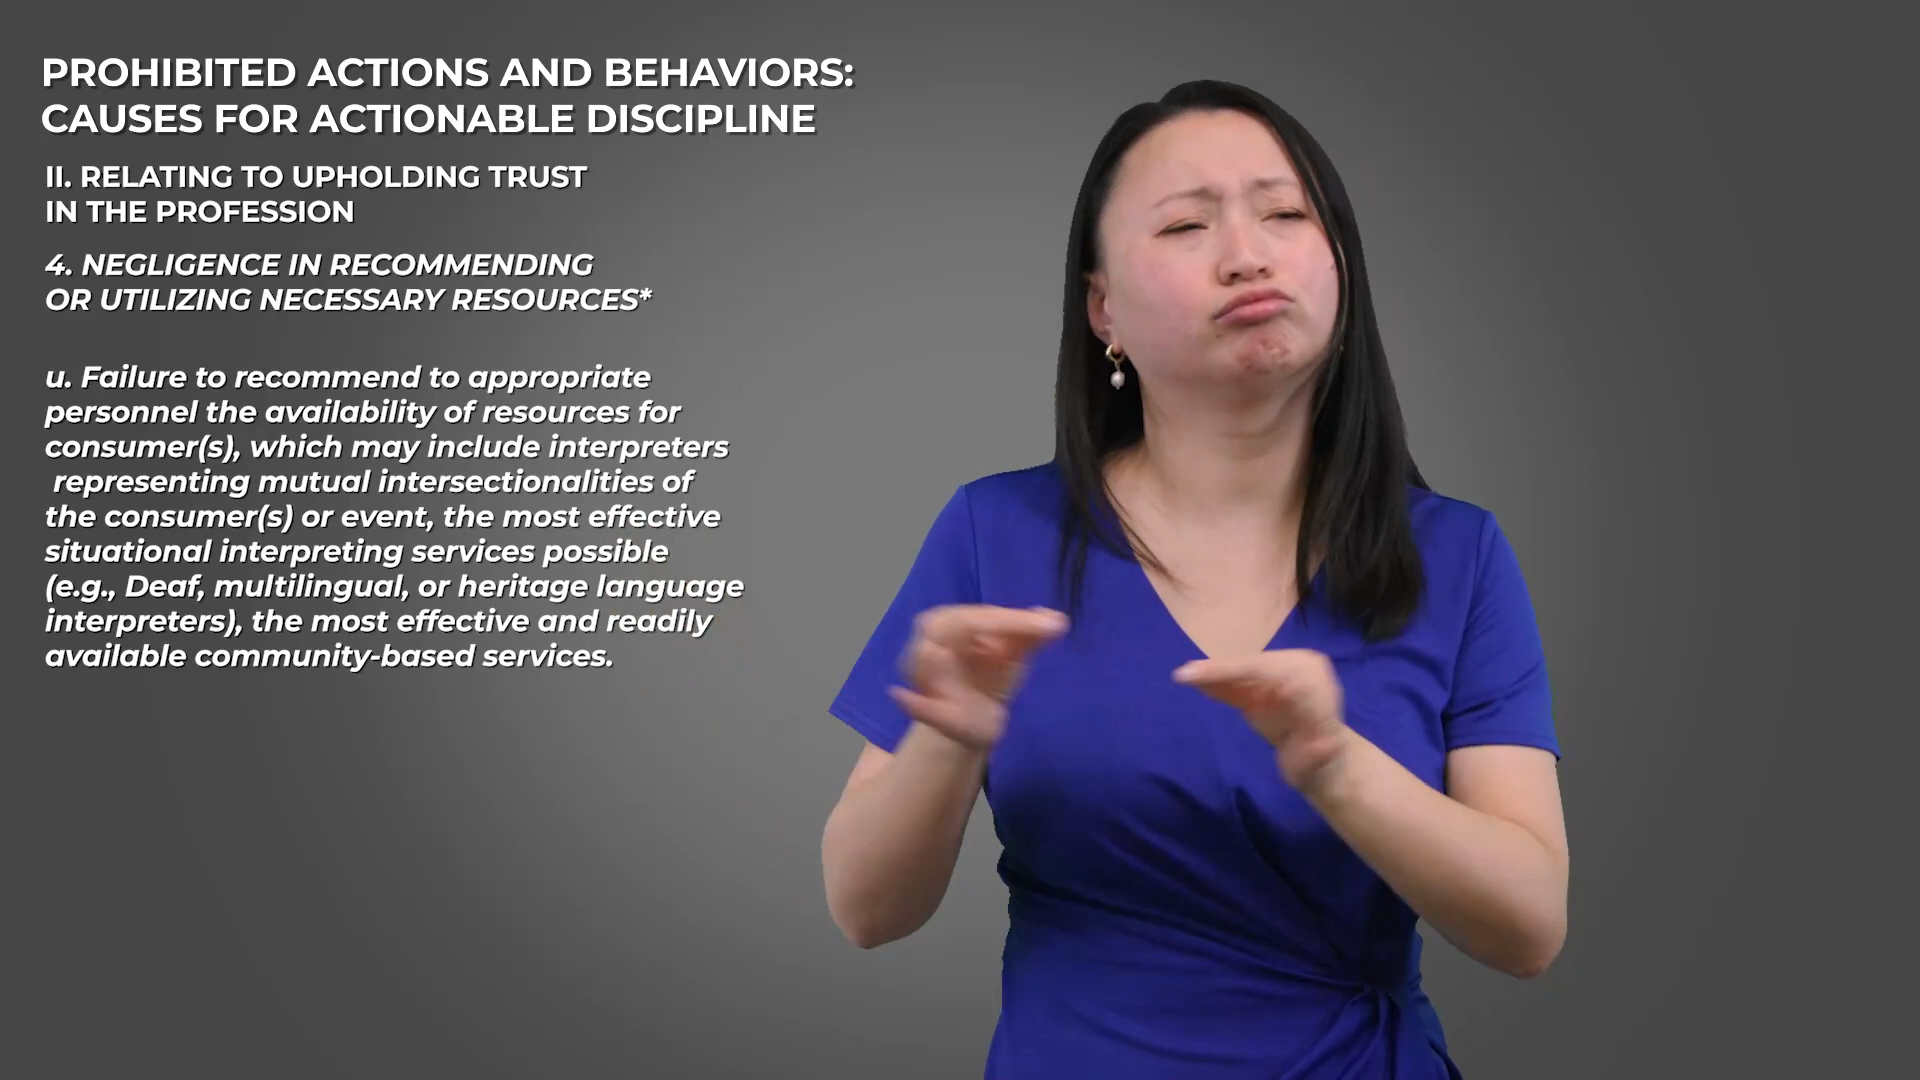 PROHIBITED ACTIONS AND BEHAVIORS:
CAUSES FOR ACTIONABLE DISCIPLINE
II. RELATING TO UPHOLDING TRUST
IN THE PROFESSION
4. NEGLIGENCE IN RECOMMENDING
OR UTILIZING NECESSARY RESOURCES*
u. Failure to recommend to appropriate
personnel the availability of resources for
consumer(s), which may include interpreters
representing mutual intersectionalities of
the consumer(s) or event, the most effective
situational interpreting services possible
(e.g., Deaf, multilingual, or heritage language
interpreters), the most effective and readily
available community-based services.